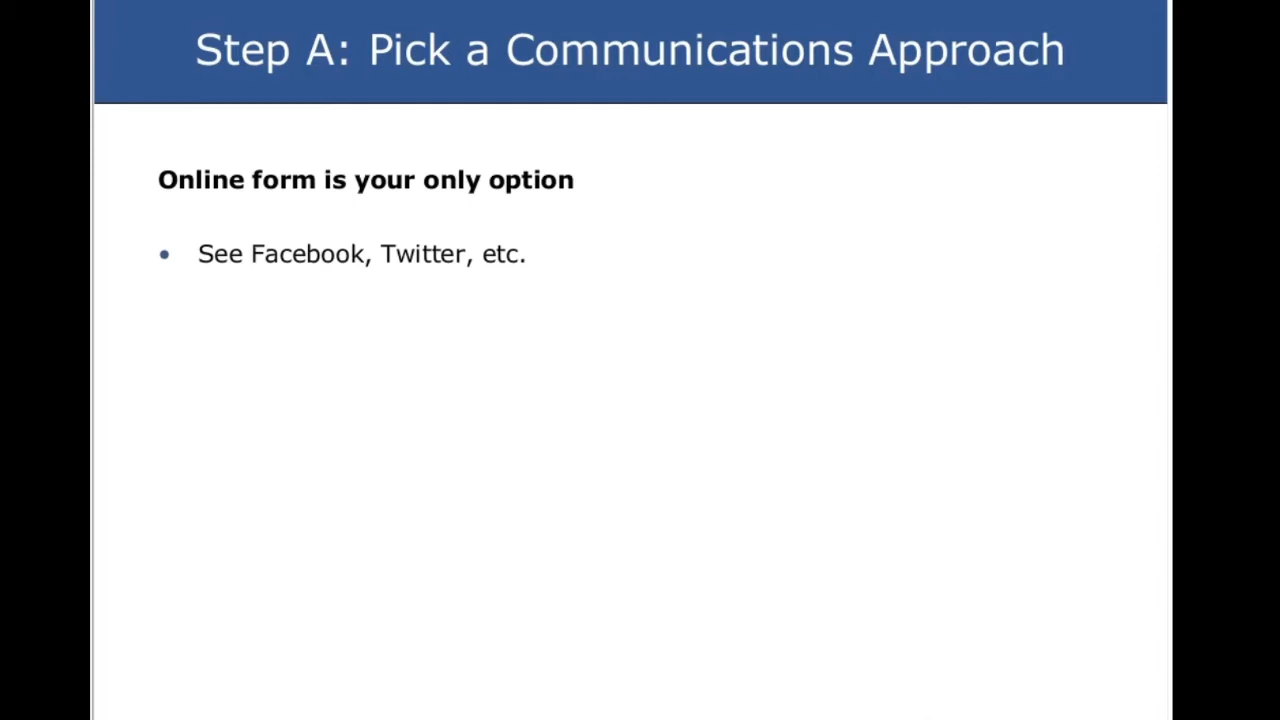 Step A: Pick a Communications Approach
Online form is your only option
• See Facebook, Twitter, etc.